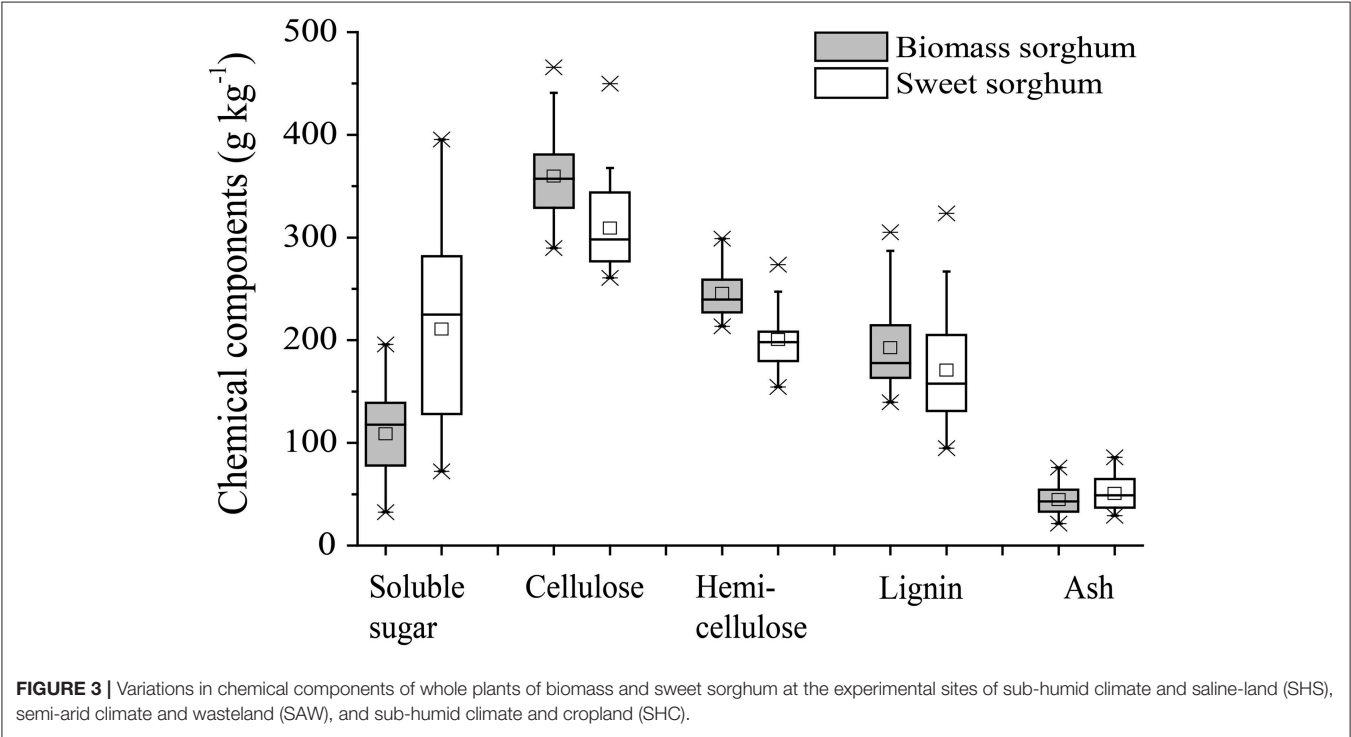 500
400
300
200
100
0
Chemical components (g kg⁻¹)
Biomass sorghum
Sweet sorghum
Soluble
sugar
Cellulose
Hemi-
cellulose
Lignin
Ash
FIGURE 3 | Variations in chemical components of whole plants of biomass and sweet sorghum at the experimental sites of sub-humid climate and saline-land (SHS),
semi-arid climate and wasteland (SAW), and sub-humid climate and cropland (SHC).